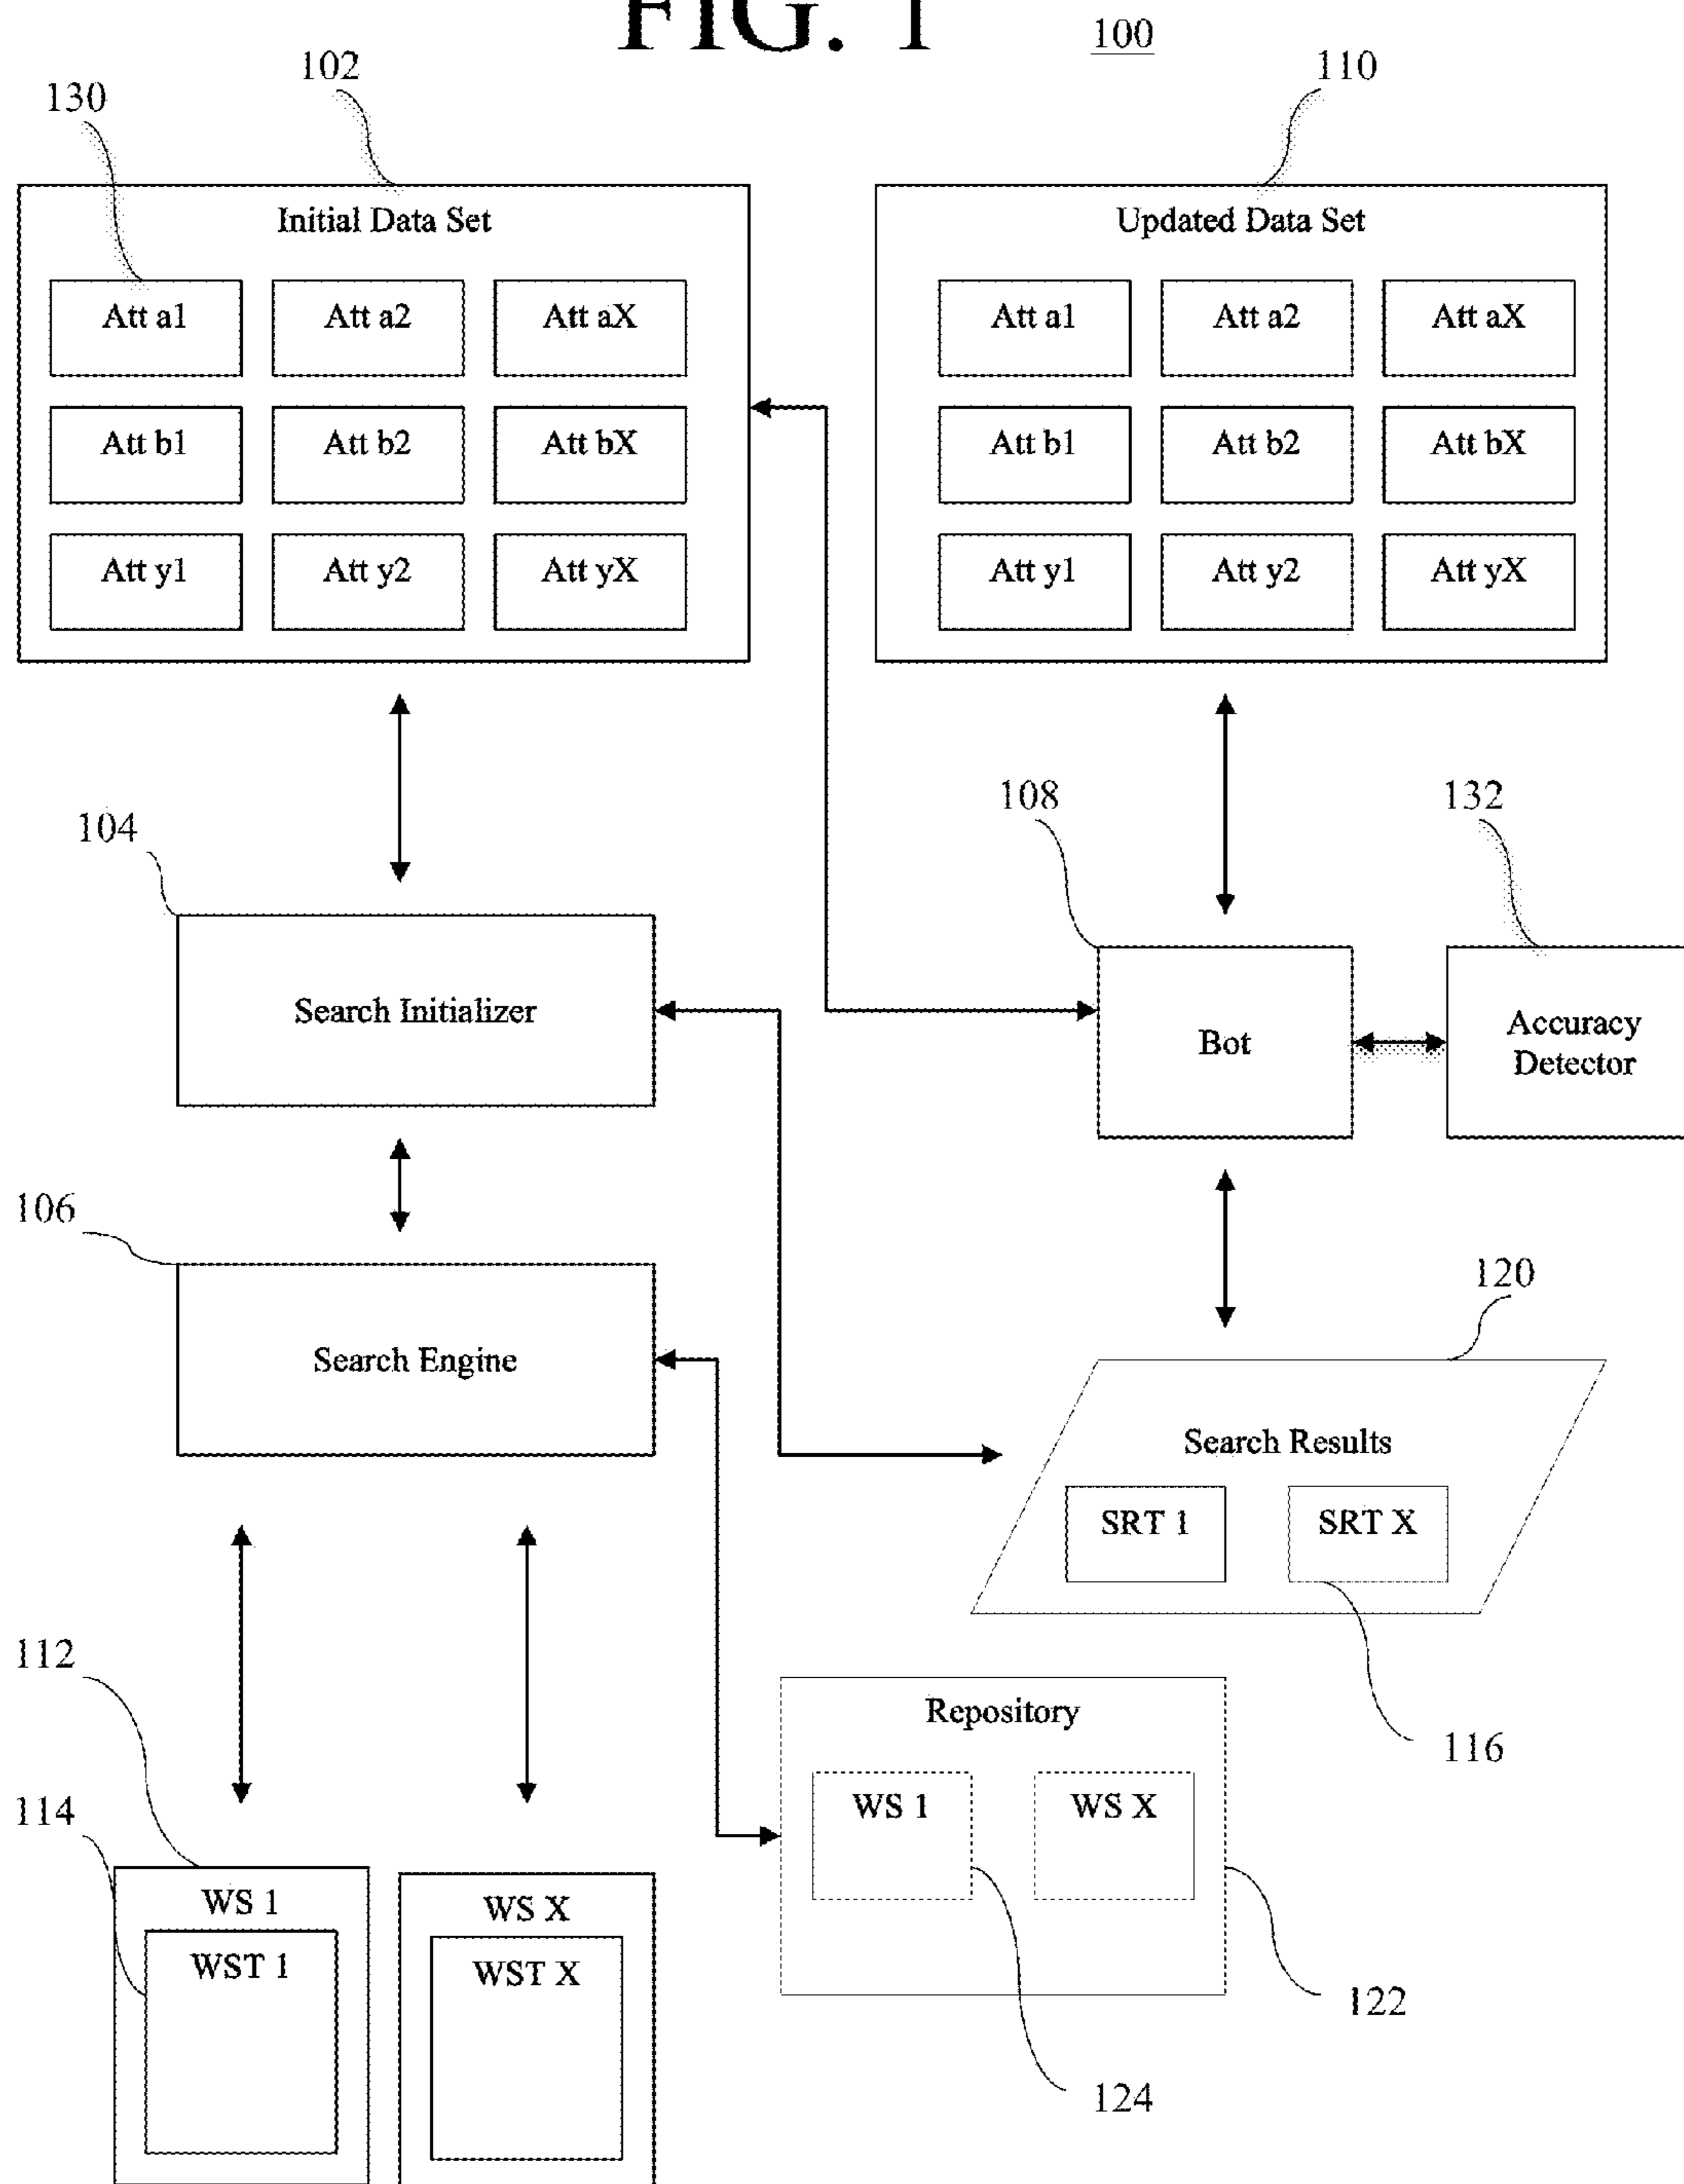 FIG. 1
100
102
110
130
Initial Data Set
Updated Data Set
Att a1 Att a2 Att aX
Att a1 Att a2 Att aX
Att b1 Att b2 Att bX
Att b1 Att b2 Att bX
Att y1 Att y2 Att yX
Att y1 Att y2 Att yX
108
132
104
Search Initializer
Bot
Accuracy
Detector
106
120
Search Engine
Search Results
SRT 1 SRT X
112
116
Repository
WS 1 WS X
114
WS 1
WS X
WST 1
WST X
122
124